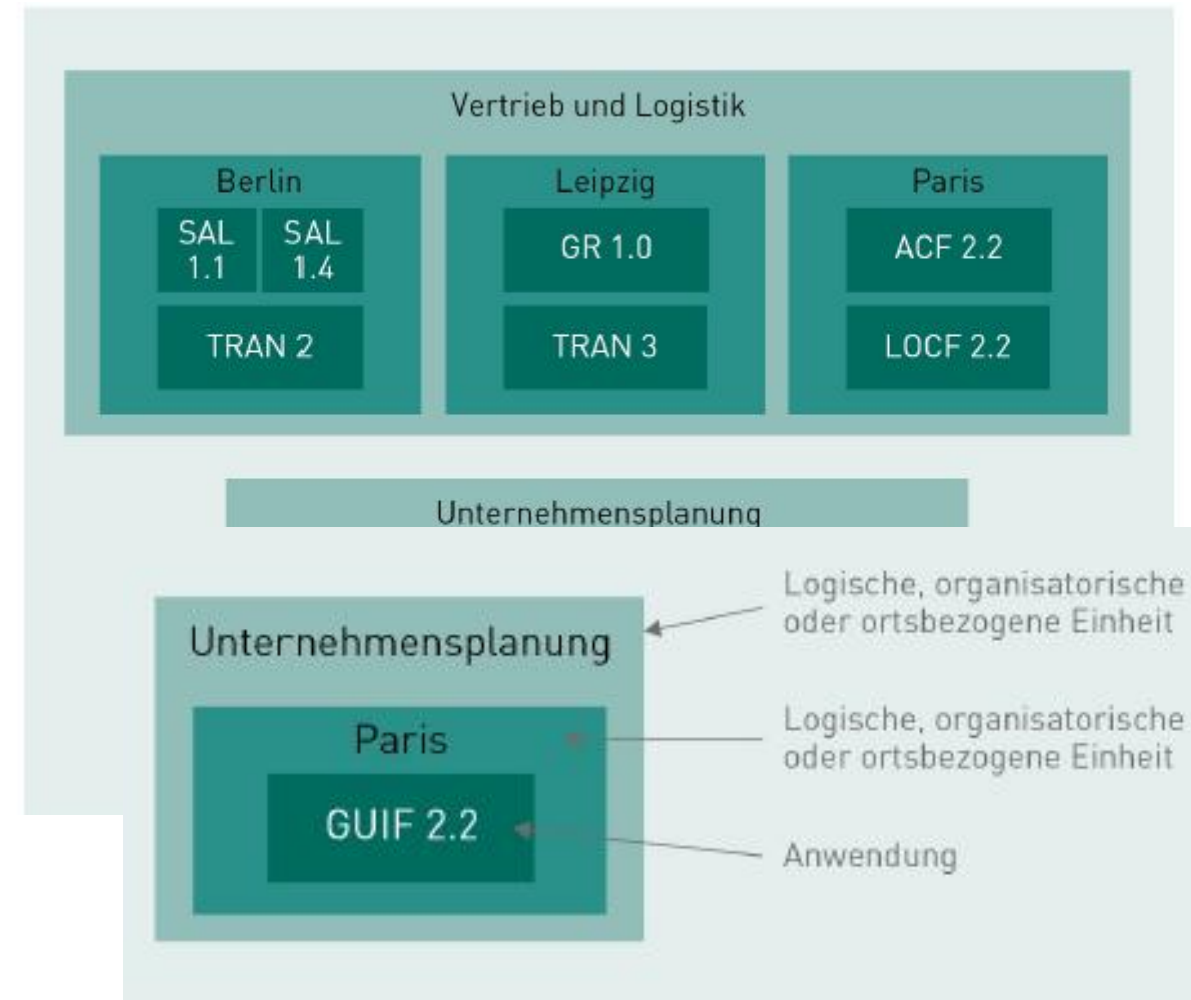 Vertrieb und Logistik
Berlin
SAL
1.1
SAL
1.4
TRAN 2
Leipzig
GR 1.0
TRAN 3
Paris
ACF 2.2
LOCF 2.2
Unternehmensplanung
Unternehmensplanung
Paris
GUIF 2.2
Logische, organisatorische
oder ortsbezogene Einheit
Logische, organisatorische
oder ortsbezogene Einheit
Anwendung